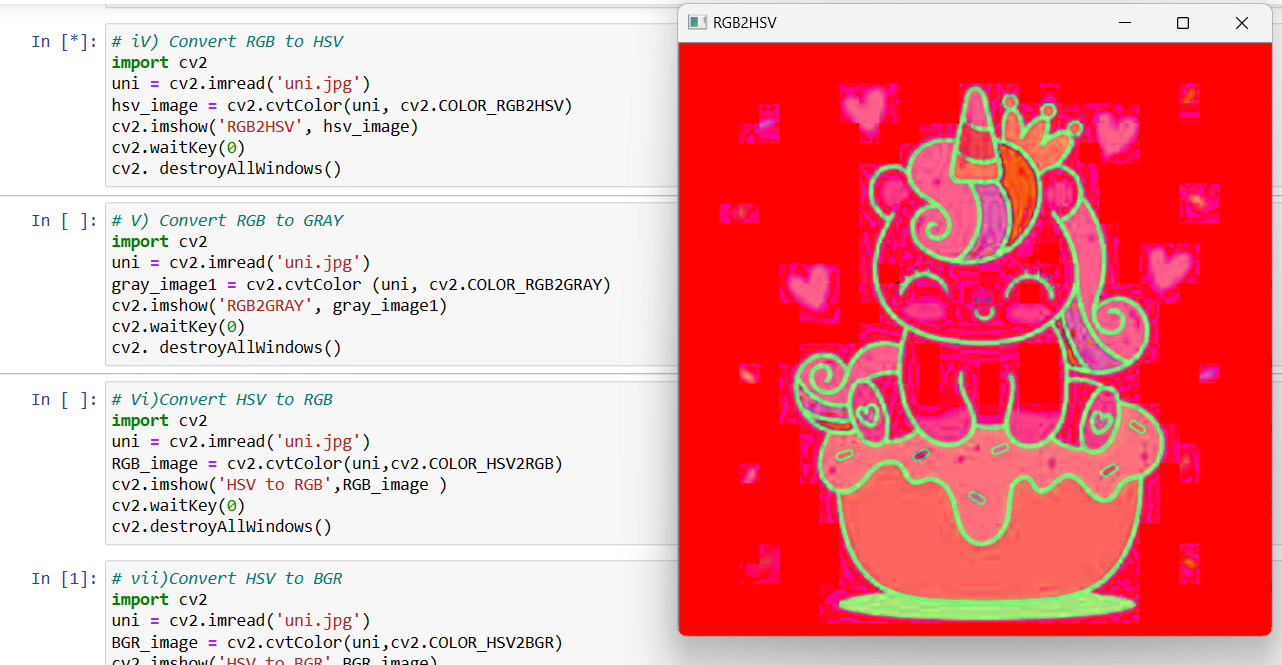 RGB2HSV
In [*]: # iV) Convert RGB to HSV
import cv2
uni = cv2.imread('uni.jpg')
hsv_image = cv2.cvtColor(uni, cv2.COLOR_RGB2HSV)
cv2.imshow('RGB2HSV', hsv_image)
cv2.waitKey(0)
cv2. destroyAllWindows()
In [ ]: # V) Convert RGB to GRAY
import cv2
uni = cv2.imread('uni.jpg')
gray_image1 = cv2.cvtColor (uni, cv2.COLOR_RGB2GRAY)
cv2.imshow('RGB2GRAY', gray_image1)
cv2.waitKey(0)
cv2. destroyAllWindows()
In [ ]: # Vi)Convert HSV to RGB
import cv2
uni = cv2.imread('uni.jpg')
RGB_image = cv2.cvtColor(uni,cv2.COLOR_HSV2RGB)
cv2.imshow('HSV to RGB',RGB_image )
cv2.waitKey(0)
cv2.destroyAllWindows()
In [1]: # vii)Convert HSV to BGR
import cv2
uni = cv2.imread('uni.jpg')
BGR_image = cv2.cvtColor(uni,cv2.COLOR_HSV2BGR)
cv2.imshow('HSV to BGR',BGR_image)